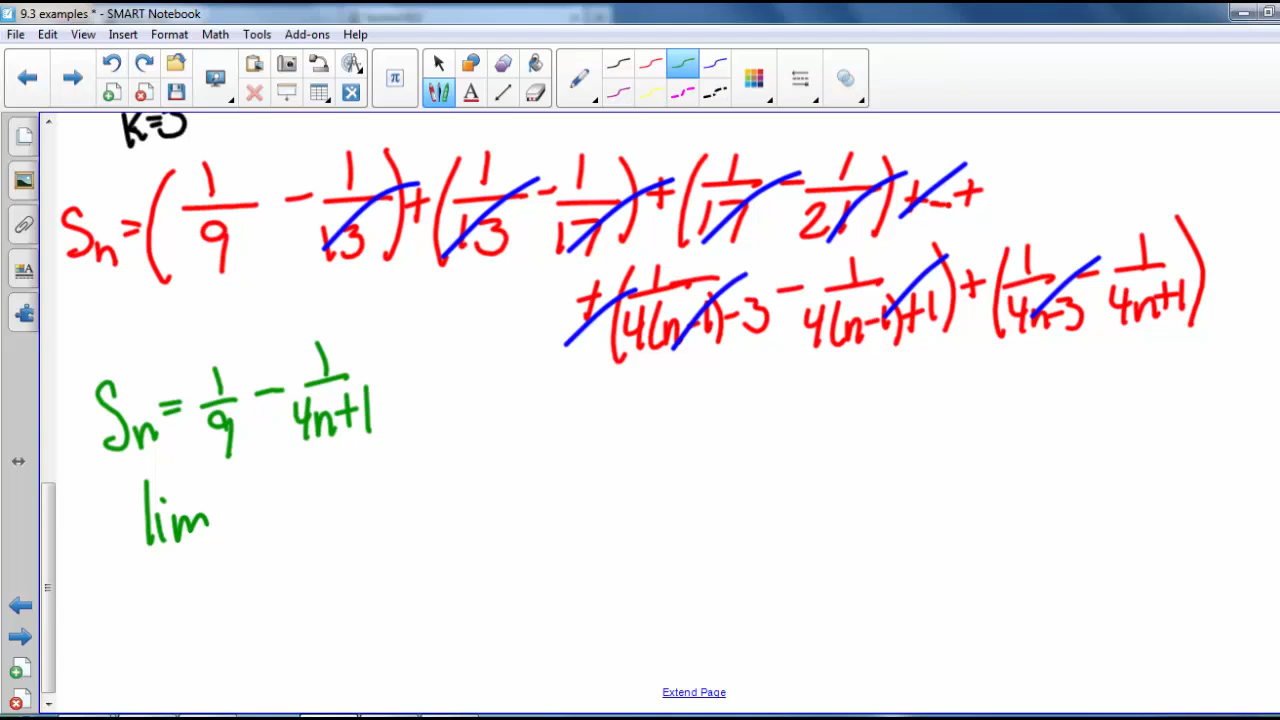 9.3 examples * - SMART Notebook
File Edit View Insert Format Math Tools Add-ons Help
π A
k=3
Sn = (1/9 - 1/13) + (1/13 - 1/17) + (1/17 - 1/21) + ... +
+ (1/4(n-1)-3 - 1/4(n-1)+1) + (1/4n-3 - 1/4n+1)
Sn = 1/9 - 1/4n+1
lim
Extend Page